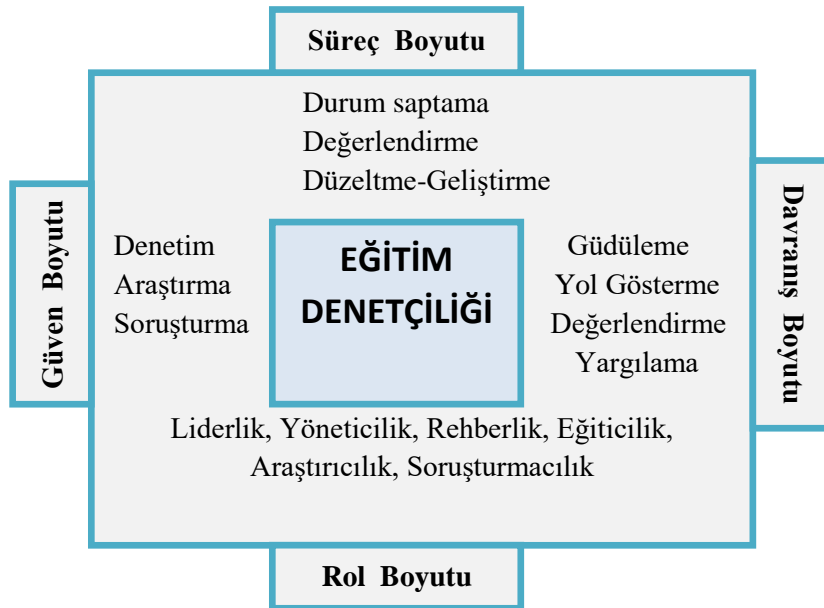 Süreç Boyutu
Durum saptama
Değerlendirme
Düzeltme-Geliştirme
Güven Boyutu
Denetim
Araştırma
Soruşturma
EĞİTİM
DENETÇİLİĞİ
Güdüleme
Yol Gösterme
Değerlendirme
Yargılama
Davranış Boyutu
Liderlik, Yöneticilik, Rehberlik, Eğiticilik,
Araştırıcılık, Soruşturmacılık
Rol Boyutu